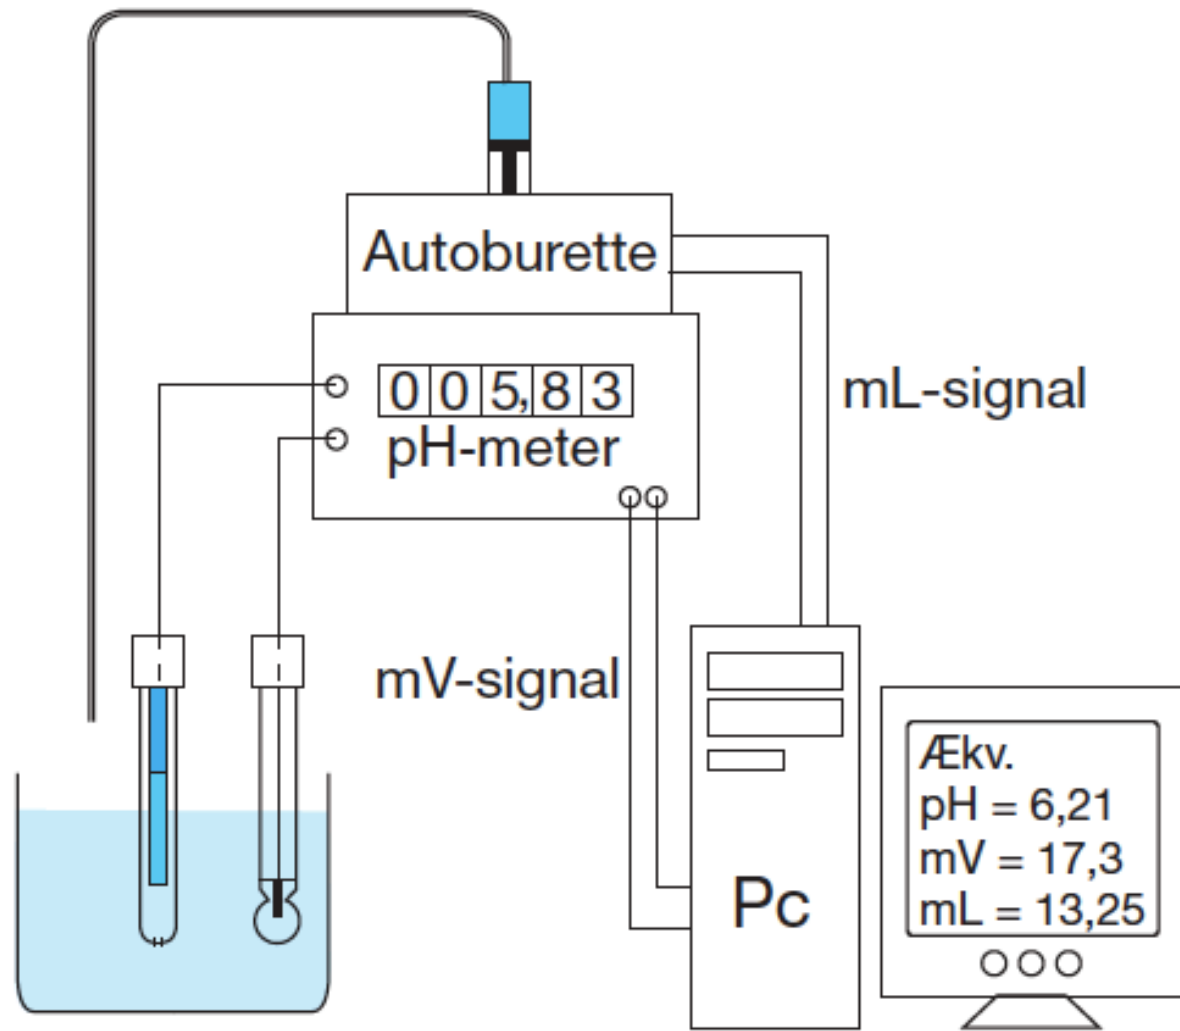 Autoburette
005,83
pH-meter
mL-signal
mV-signal
Pc
Ækv.
pH = 6,21
mV = 17,3
mL = 13,25